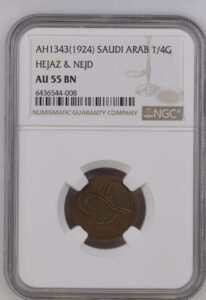 AH1343(1924) SAUDI ARAB 1/4G
HEJAZ & NEJD
AU 55 BN
6436544-008
NGC
NUMISMATIC GUARANTY COMPANY